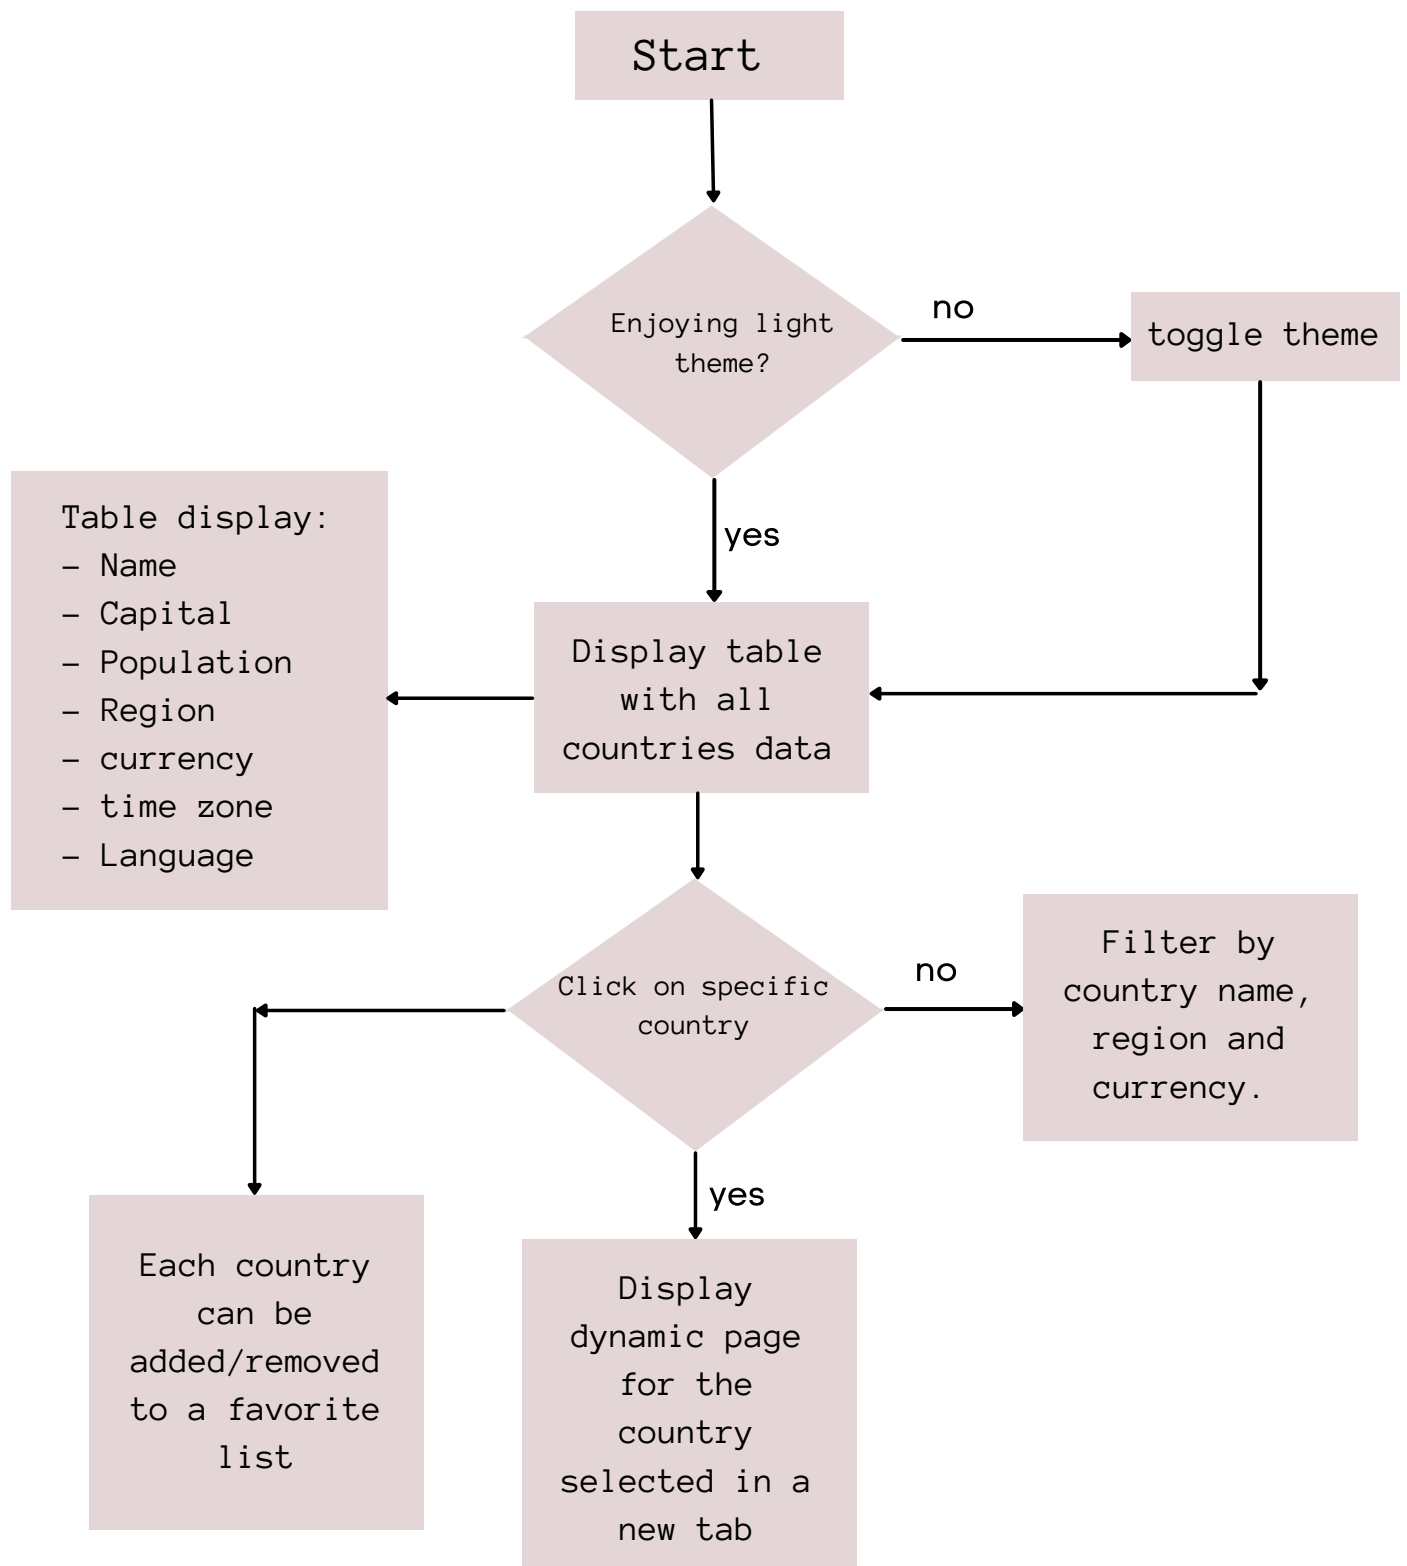 Start
Enjoying light
theme?
no
toggle theme
yes
Table display:
- Name
- Capital
- Population
- Region
- currency
- time zone
- Language
Display table
with all
countries data
Click on specific
country
no
Filter by
country name,
region and
currency.
yes
Each country
can be
added/removed
to a favorite
list
Display
dynamic page
for the
country
selected in a
new tab